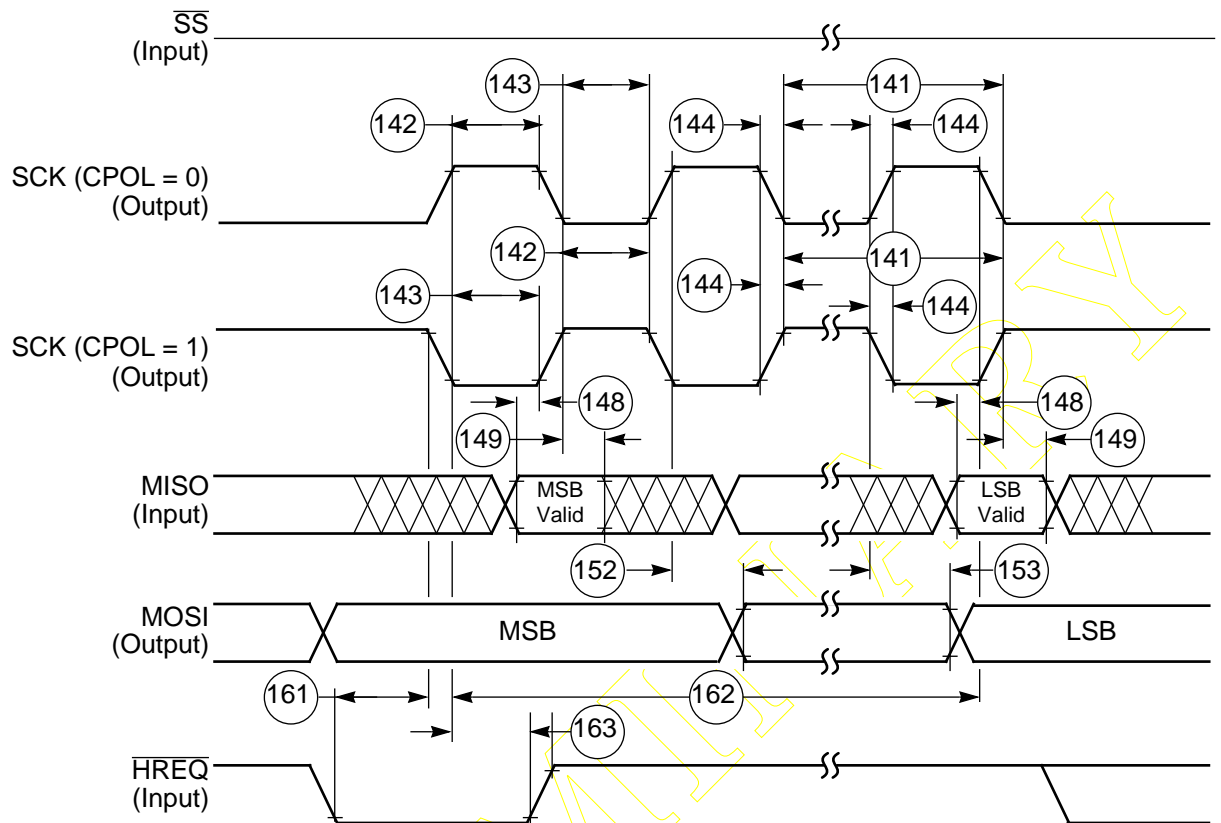 SS
(Input)
143
141
142
144
144
SCK (CPOL = 0)
(Output)
142
141
143
144
144
SCK (CPOL = 1)
(Output)
148
148
149
149
MISO
(Input)
MSB
Valid
LSB
Valid
152
153
MOSI
(Output)
MSB
LSB
161
162
163
HREQ
(Input)